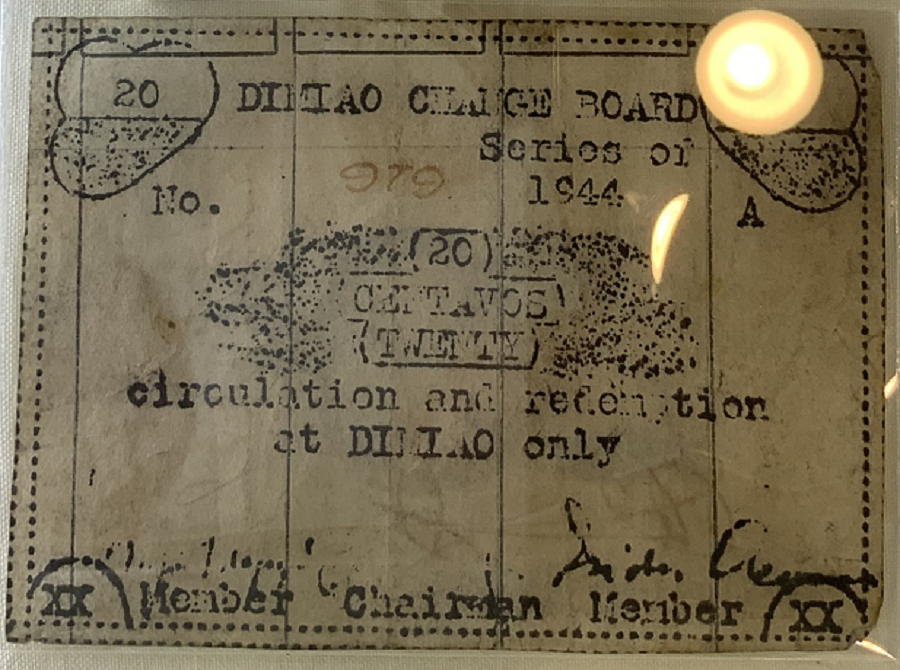 20 DIMIAO CHANGE BOARD
Series of
1944
No. 979 A
(20)
CENTAVOS
(TWENTY)
circulation and redemption
at DIMIAO only
XX Member Chairman Member XX